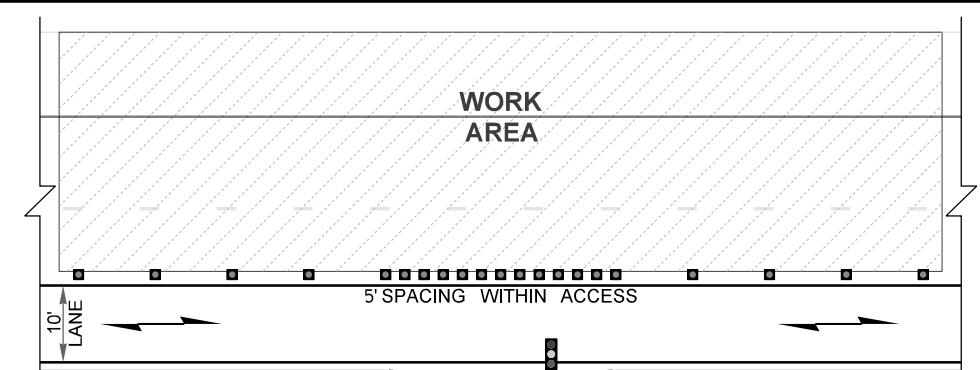 WORK
AREA
5' SPACING WITHIN ACCESS
10'
LANE